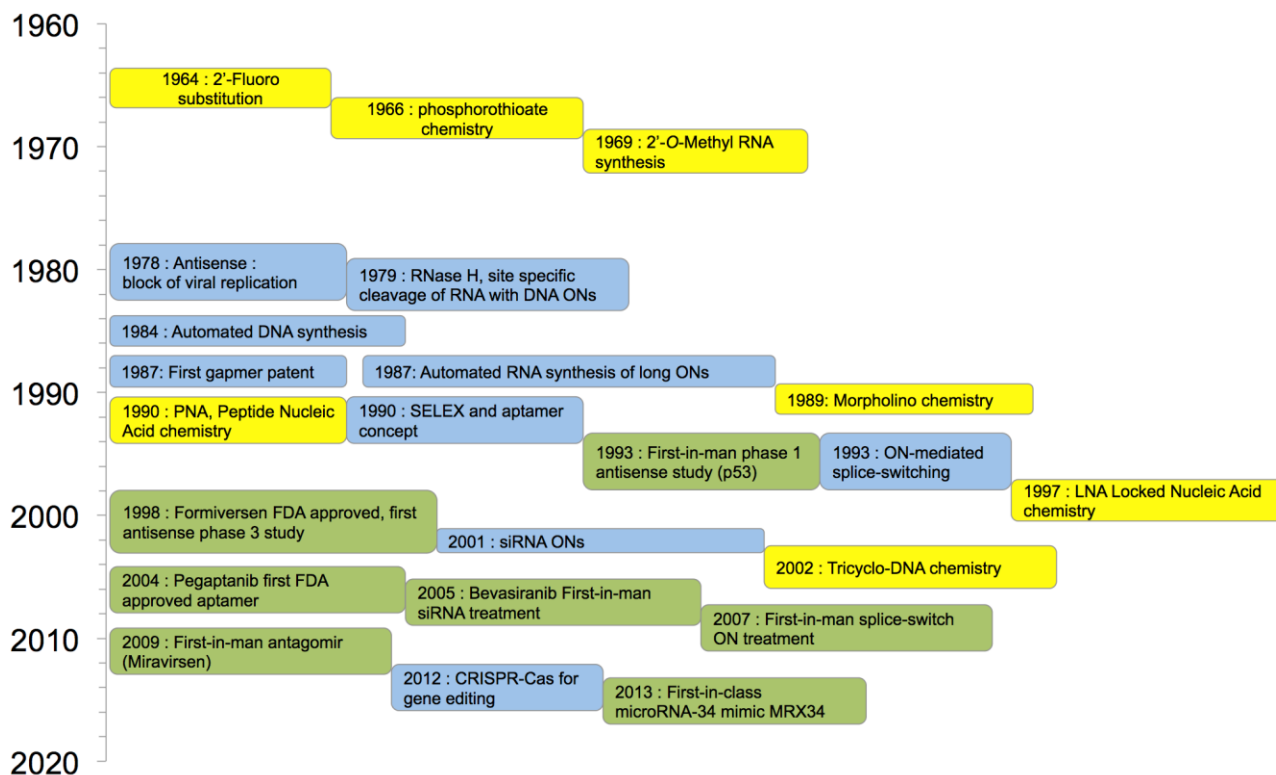 1960
1964 : 2'-Fluoro
substitution
1966 : phosphorothioate
chemistry
1969 : 2'-O-Methyl RNA
synthesis
1970
1978 : Antisense :
block of viral replication
1979 : RNase H, site specific
cleavage of RNA with DNA ONs
1980
1984 : Automated DNA synthesis
1987: First gapmer patent
1987: Automated RNA synthesis of long ONs
1989: Morpholino chemistry
1990
1990 : PNA, Peptide Nucleic
Acid chemistry
1990 : SELEX and aptamer
concept
1993 : First-in-man phase 1
antisense study (p53)
1993 : ON-mediated
splice-switching
1997 : LNA Locked Nucleic Acid
chemistry
2000
1998 : Formiversen FDA approved, first
antisense phase 3 study
2001 : siRNA ONs
2002 : Tricyclo-DNA chemistry
2004 : Pegaptanib first FDA
approved aptamer
2005 : Bevasiranib First-in-man
siRNA treatment
2007 : First-in-man splice-switch
ON treatment
2010
2009 : First-in-man antagomir
(Miravirsen)
2012 : CRISPR-Cas for
gene editing
2013 : First-in-class
microRNA-34 mimic MRX34
2020